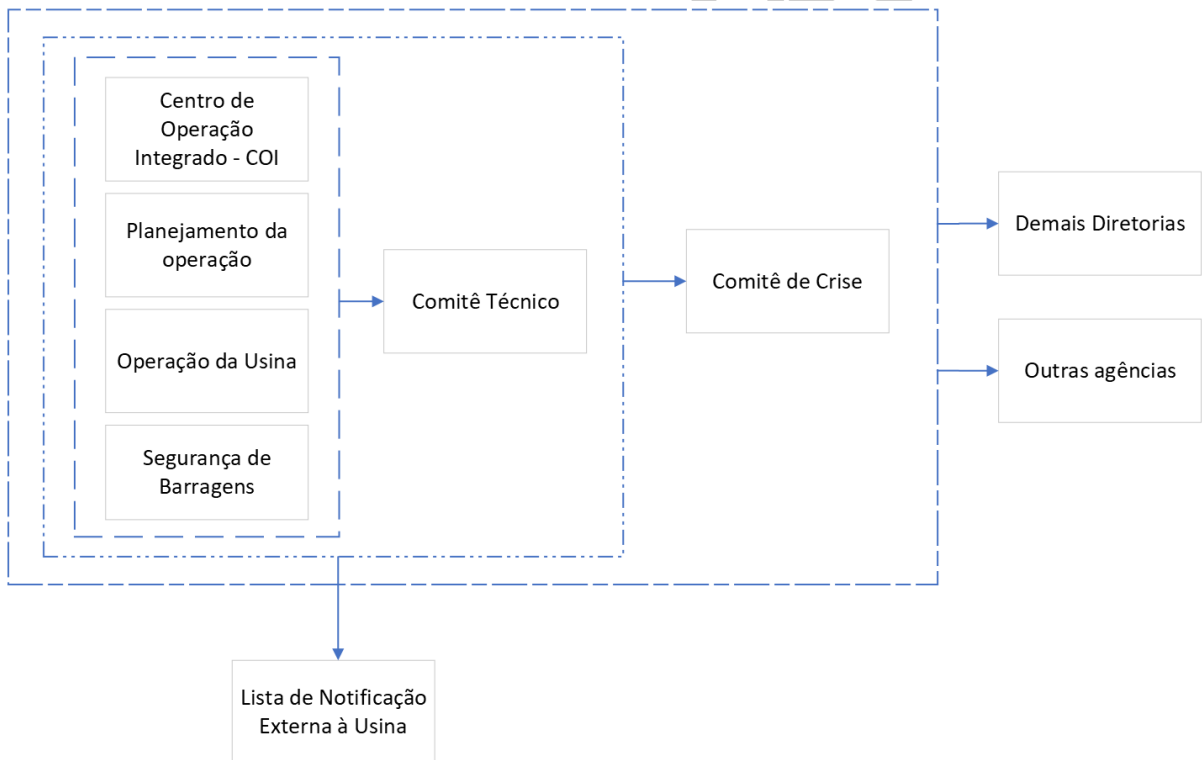 Centro de
Operação
Integrado - COI
Planejamento da
operação
Operação da Usina
Segurança de
Barragens
Comitê Técnico
Comitê de Crise
Demais Diretorias
Outras agências
Lista de Notificação
Externa à Usina